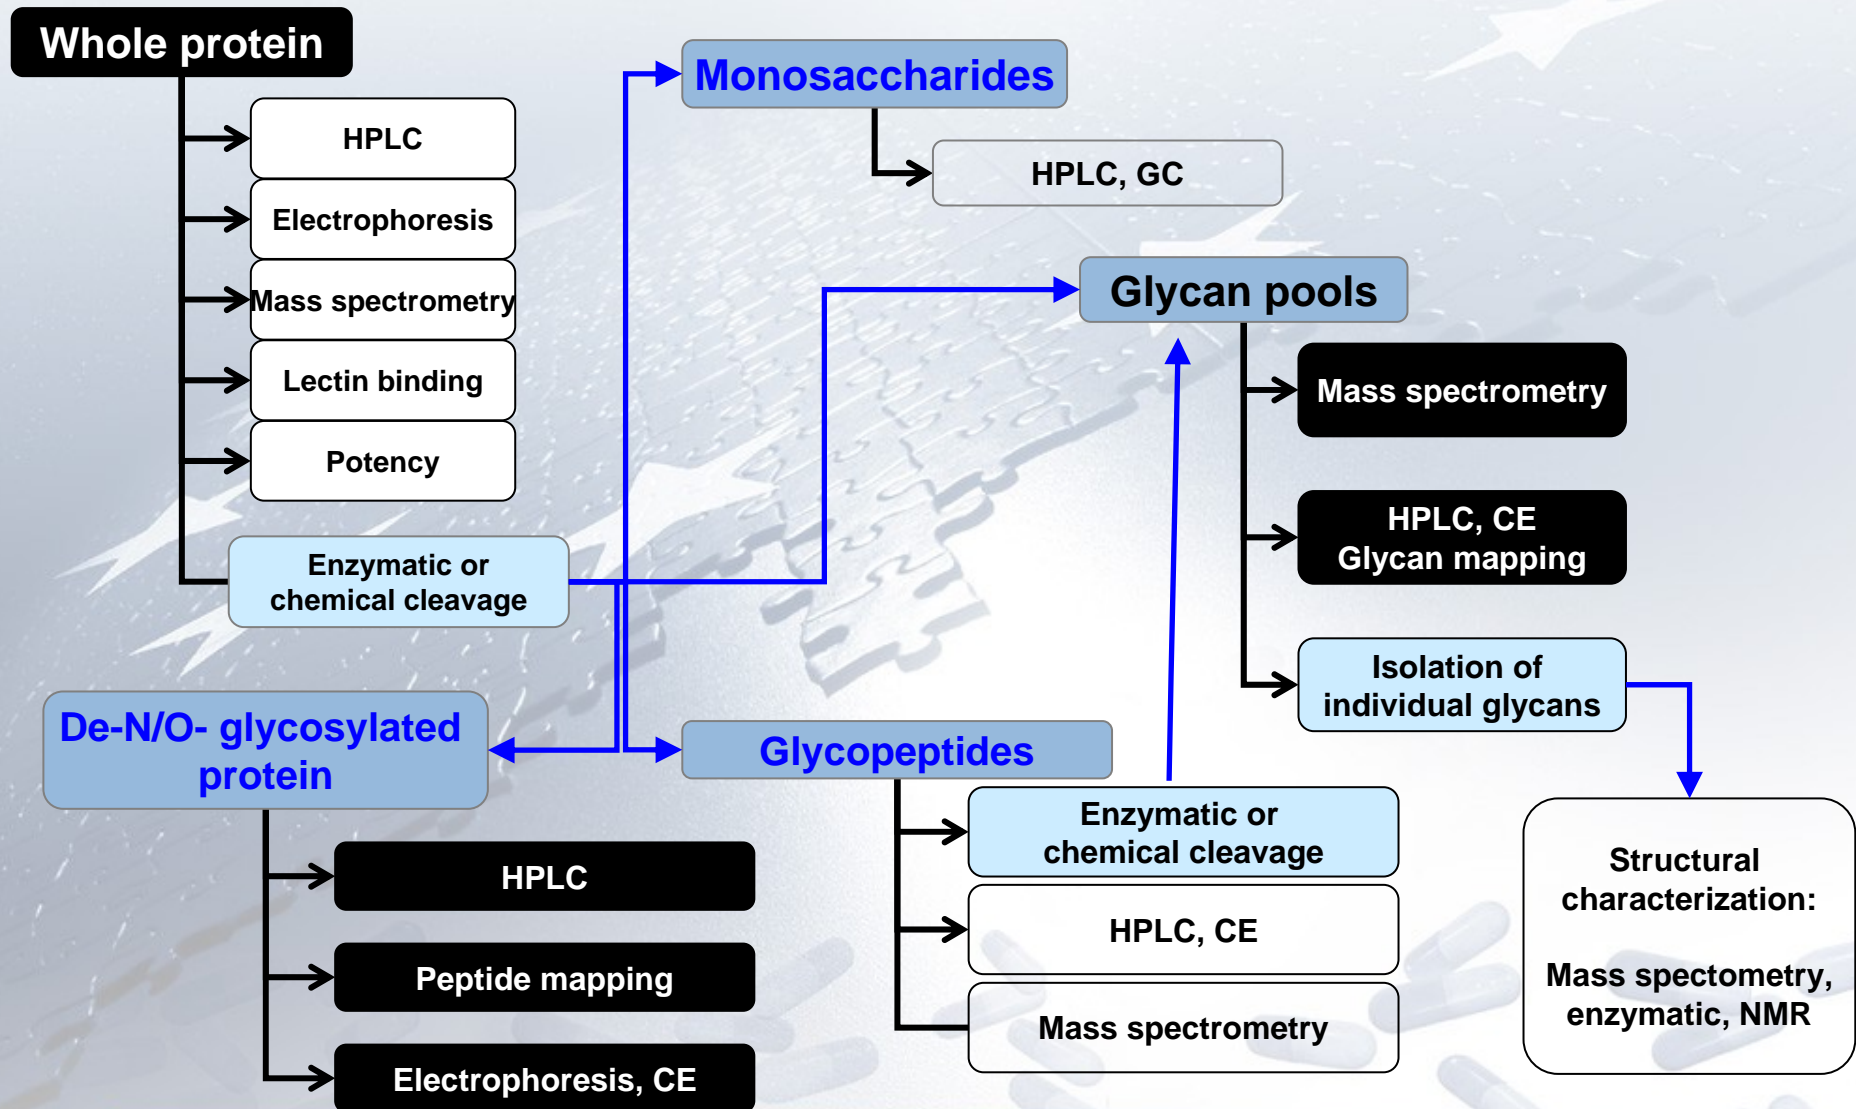 Whole protein
HPLC
Electrophoresis
Mass spectrometry
Lectin binding
Potency
Enzymatic or
chemical cleavage
Monosaccharides
HPLC, GC
Glycan pools
Mass spectrometry
HPLC, CE
Glycan mapping
Isolation of
individual glycans
De-N/O- glycosylated
protein
HPLC
Peptide mapping
Electrophoresis, CE
Glycopeptides
Enzymatic or
chemical cleavage
HPLC, CE
Mass spectrometry
Structural
characterization:
Mass spectometry,
enzymatic, NMR